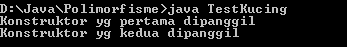 D:\Java\Polimorfisme>java TestKucing
Konstruktor yg pertama dipanggil
Konstruktor yg kedua dipanggil